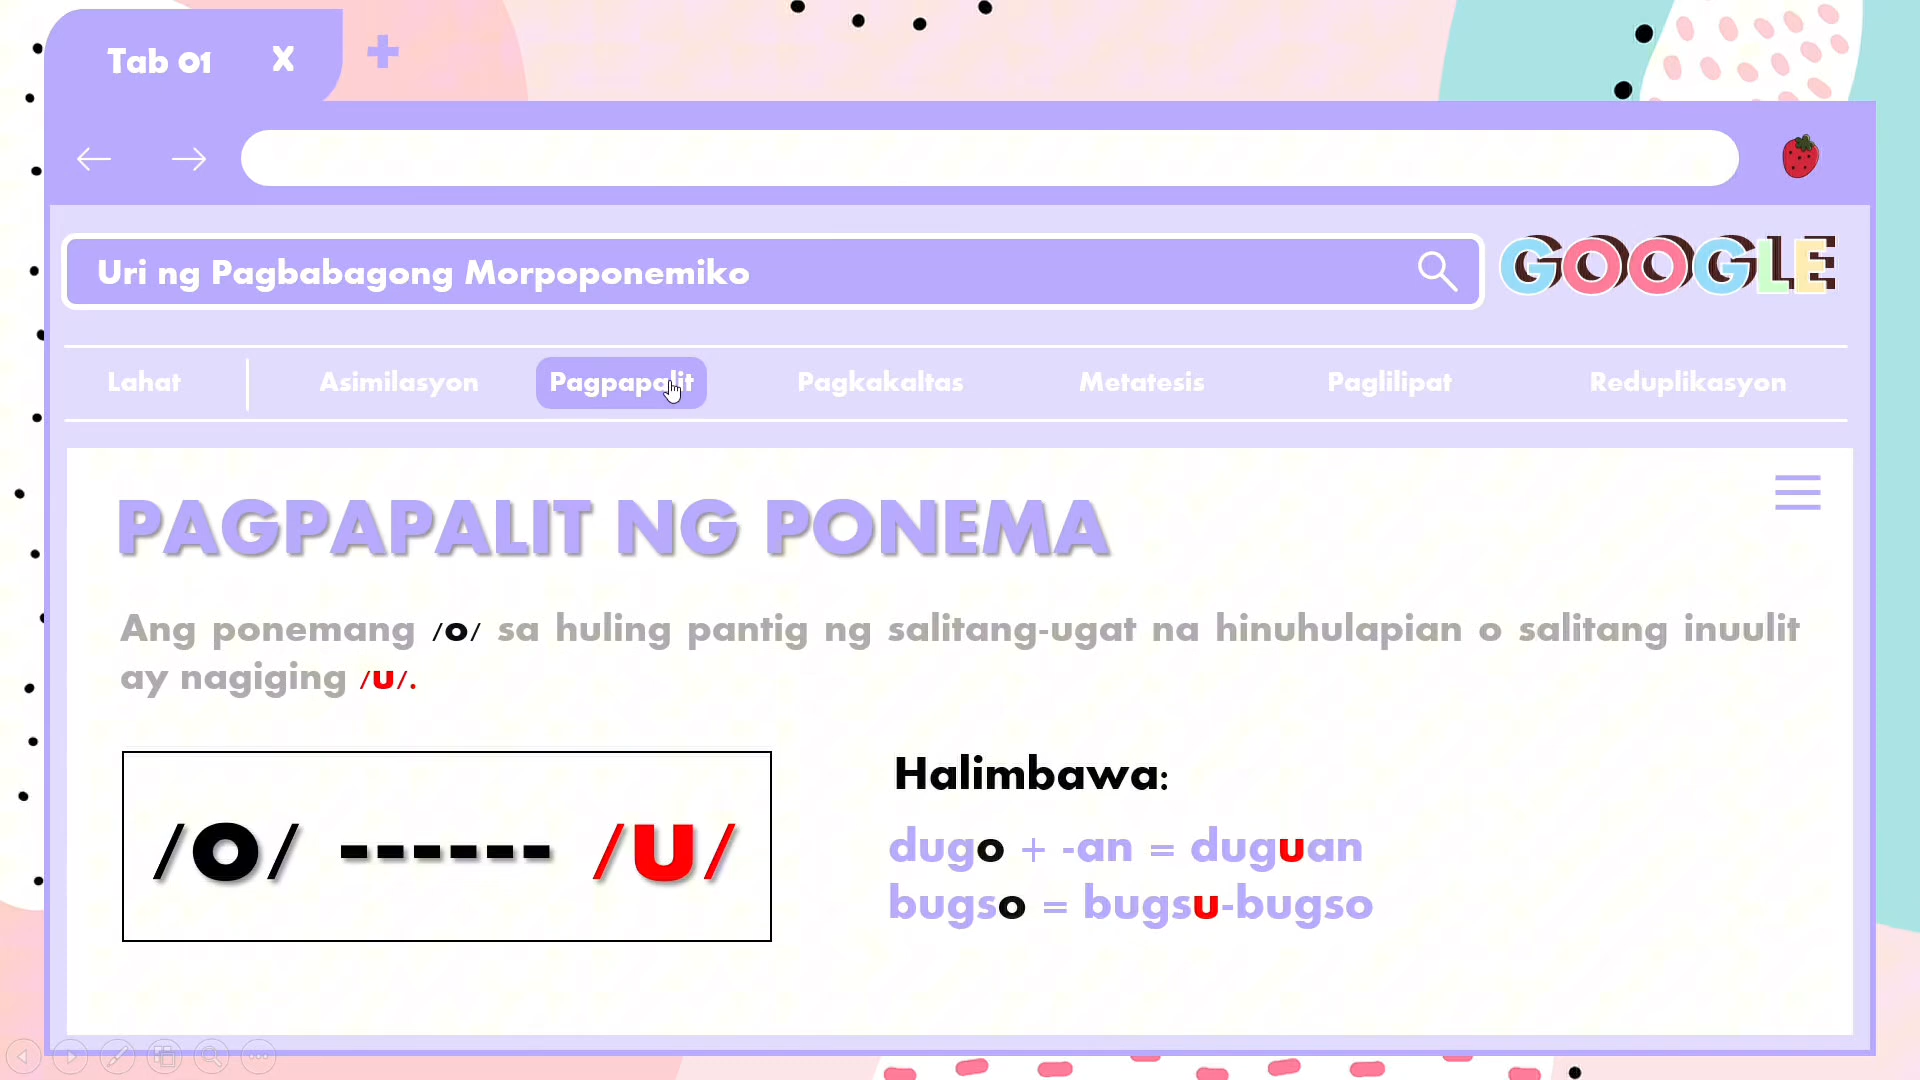 Tab 01 X +
Uri ng Pagbabagong Morpoponemiko
GOOGLE
Lahat Asimilasyon Pagpapalit Pagkakaltas Metatesis Paglilipat Reduplikasyon
PAGPAPALIT NG PONEMA
Ang ponemang /o/ sa huling pantig ng salitang-ugat na hinuhulapian o salitang inuulit
ay nagiging /u/.
/o/ ------ /u/
Halimbawa:
dugo + -an = duguan
bugso = bugsu-bugso